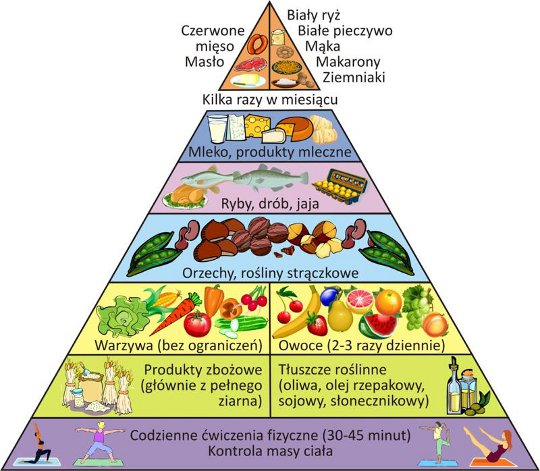 Czerwone
mięso
Masło
Biały ryż
Białe pieczywo
Mąka
Makarony
Ziemniaki
Kilka razy w miesiącu
Mleko, produkty mleczne
Ryby, drób, jaja
Orzechy, rośliny strączkowe
Warzywa (bez ograniczeń)
Owoce (2-3 razy dziennie)
Produkty zbożowe
(głównie z pełnego
ziarna)
Tłuszcze roślinne
(oliwa, olej rzepakowy,
sojowy, słonecznikowy)
Codzienne ćwiczenia fizyczne (30-45 minut)
Kontrola masy ciała